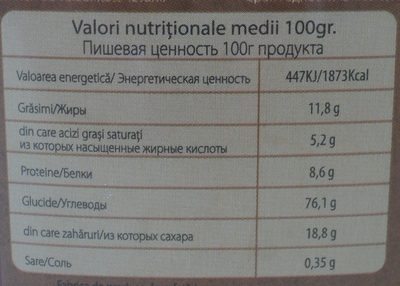 Valori nutriționale medii 100gr.
Пищевая ценность 100г продукта
Valoarea energetică/ Энергетическая ценность 447KJ/1873Kcal
Grăsimi/Жиры 11,8 g
din care acizi grași saturați
из которых насыщенные жирные кислоты 5,2 g
Proteine/Белки 8,6 g
Glucide/Углеводы 76,1 g
din care zahăruri/из которых сахара 18,8 g
Sare/Соль 0,35 g